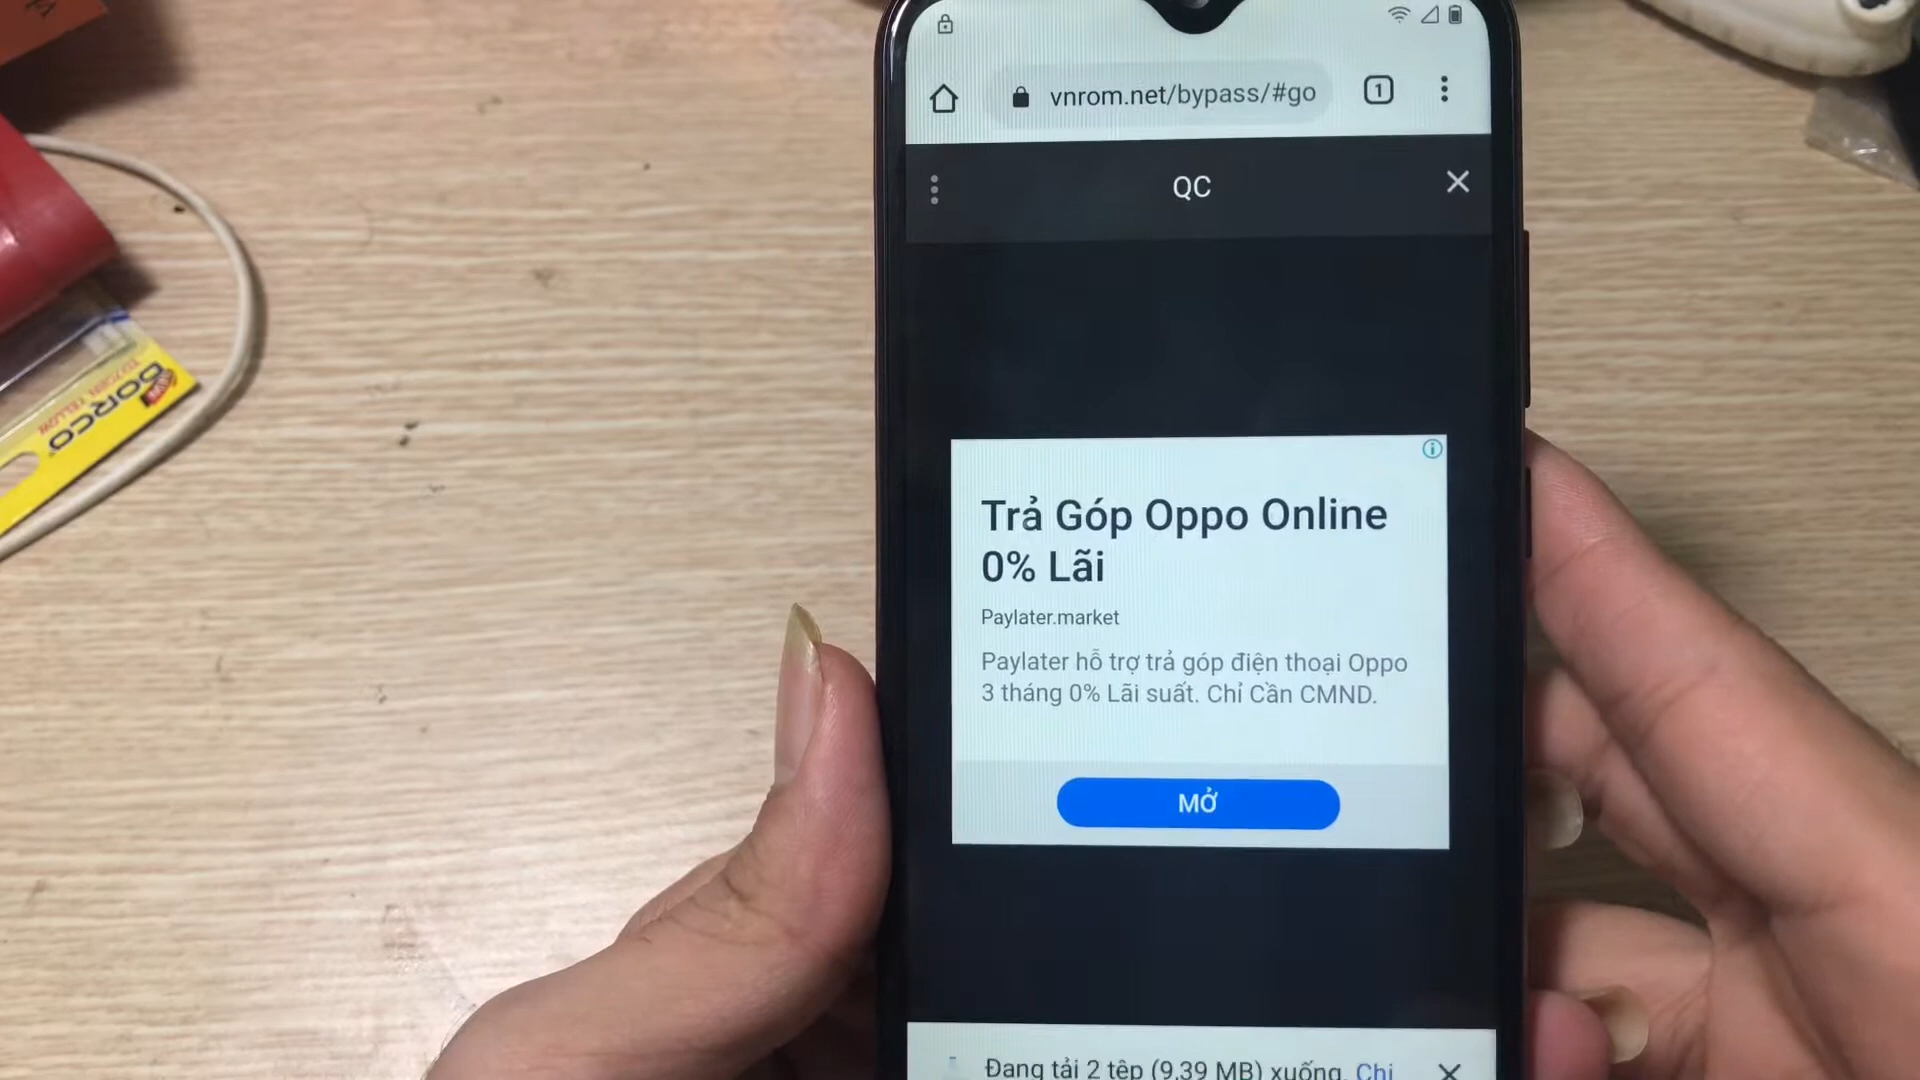 1
vnrom.net/bypass/#go
QC
Trả Góp Oppo Online
0% Lãi
Paylater.market
Paylater hỗ trợ trả góp điện thoại Oppo
3 tháng 0% Lãi suất. Chỉ Cần CMND.
MỞ
Đang tải 2 tệp (9,39 MB) xuống. Chi
DORCO